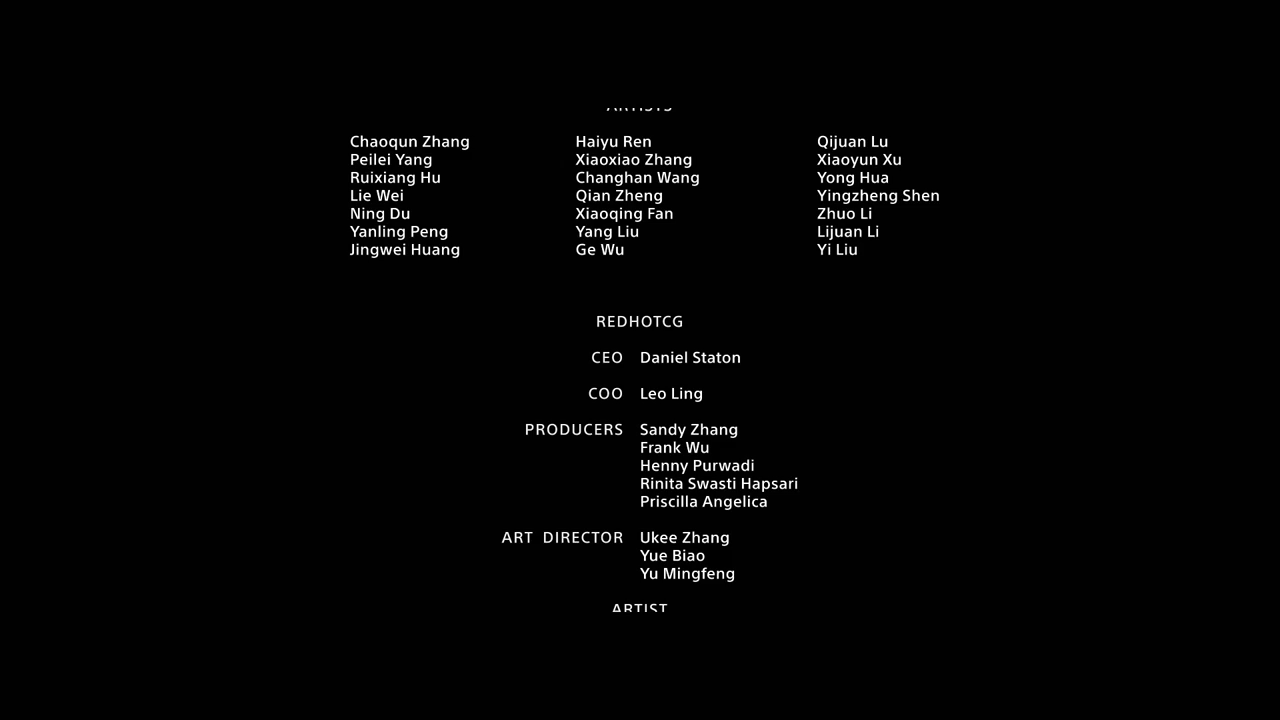 ARTISTS
Chaoqun Zhang Haiyu Ren Qijuan Lu
Peilei Yang Xiaoxiao Zhang Xiaoyun Xu
Ruixiang Hu Changhan Wang Yong Hua
Lie Wei Qian Zheng Yingzheng Shen
Ning Du Xiaoqing Fan Zhuo Li
Yanling Peng Yang Liu Lijuan Li
Jingwei Huang Ge Wu Yi Liu
REDHOTCG
CEO Daniel Staton
COO Leo Ling
PRODUCERS Sandy Zhang
Frank Wu
Henny Purwadi
Rinita Swasti Hapsari
Priscilla Angelica
ART DIRECTOR Ukee Zhang
Yue Biao
Yu Mingfeng
ARTIST